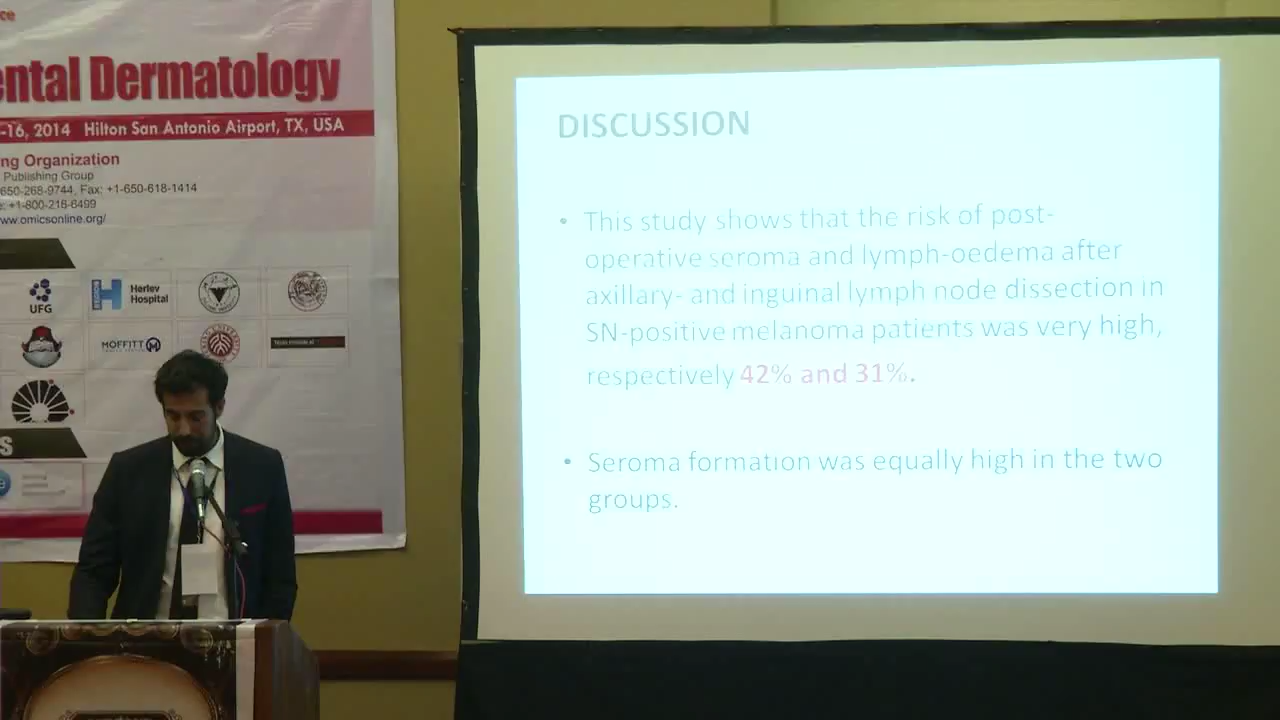 ce
ental Dermatology
-16, 2014 Hilton San Antonio Airport, TX, USA
ng Organization
Publishing Group
650-268-9744, Fax: +1-650-618-1414
: +1-800-216-6499
www.omicsonline.org/
UFG
REGION
H
Herlev
Hospital
MOFFITT
M
S
e
DISCUSSION
• This study shows that the risk of post-
operative seroma and lymph-oedema after
axillary- and inguinal lymph node dissection in
SN-positive melanoma patients was very high,
respectively 42% and 31%.
• Seroma formation was equally high in the two
groups.